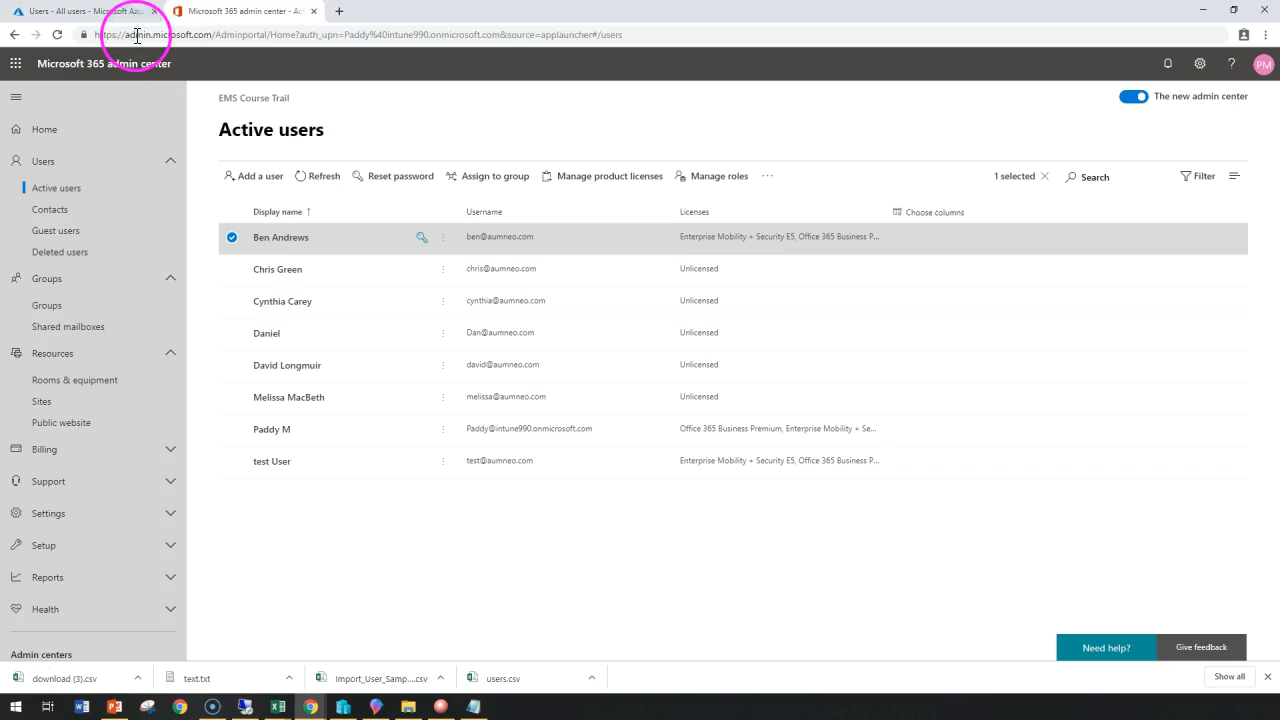 Users - All users - Microsoft Azu
Microsoft 365 admin center - Act
https://admin.microsoft.com/Adminportal/Home?auth_upn=Paddy%40intune990.onmicrosoft.com&source=applauncher#/users
Microsoft 365 admin center
PM
EMS Course Trail
The new admin center
Active users
Home
Users
Active users
Contacts
Guest users
Deleted users
Groups
Groups
Shared mailboxes
Resources
Rooms & equipment
Sites
Public website
Billing
Support
Settings
Setup
Reports
Health
Admin centers
Add a user Refresh Reset password Assign to group Manage product licenses Manage roles ··· 1 selected Search Filter
Display name ↑ Username Licenses Choose columns
Ben Andrews ben@aumneo.com Enterprise Mobility + Security E5, Office 365 Business P...
Chris Green chris@aumneo.com Unlicensed
Cynthia Carey cynthia@aumneo.com Unlicensed
Daniel Dan@aumneo.com Unlicensed
David Longmuir david@aumneo.com Unlicensed
Melissa MacBeth melissa@aumneo.com Unlicensed
Paddy M Paddy@intune990.onmicrosoft.com Office 365 Business Premium, Enterprise Mobility + Se...
test User test@aumneo.com Enterprise Mobility + Security E5, Office 365 Business P...
Need help? Give feedback
download (3).csv text.txt Import_User_Samp....csv users.csv Show all